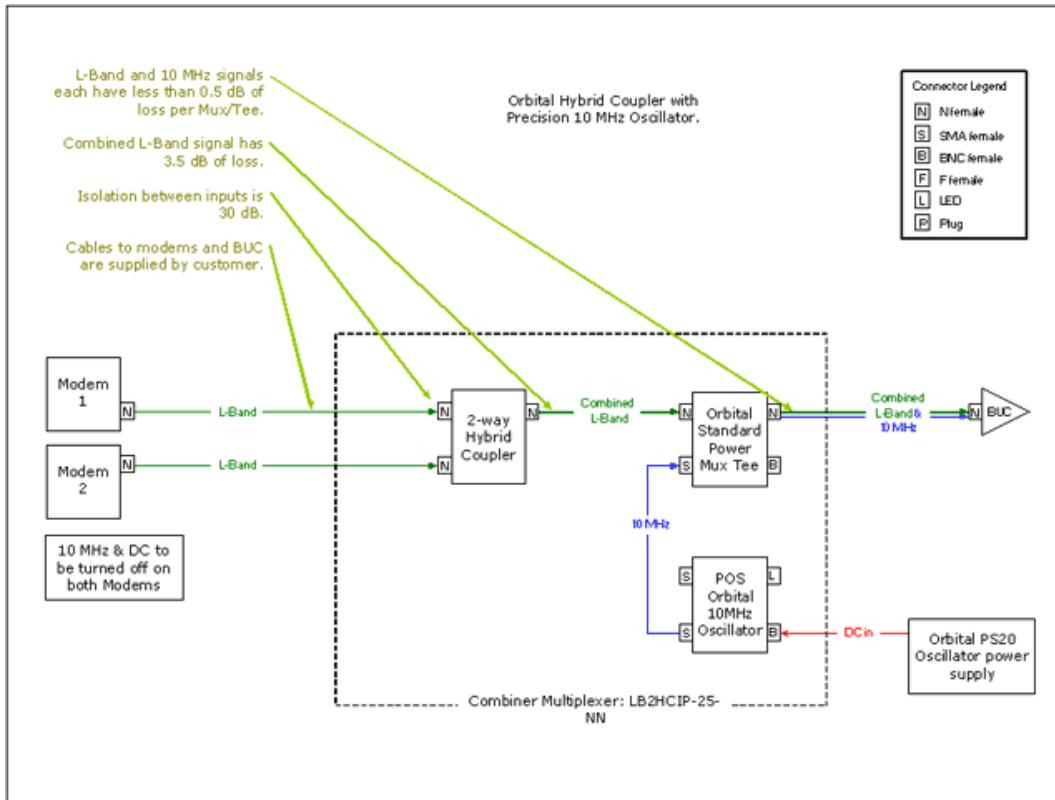 L-Band and 10 MHz signals
each have less than 0.5 dB of
loss per Mux/Tee.
Combined L-Band signal has
3.5 dB of loss.
Isolation between inputs is
30 dB.
Cables to modems and BUC
are supplied by customer.
Orbital Hybrid Coupler with
Precision 10 MHz Oscillator.
Connector Legend
N N female
S SMA female
B BNC female
F F female
L LED
P Plug
Modem
1
N
L-Band
N
2-way
Hybrid
Coupler
N
Combined
L-Band
N
Orbital
Standard
Power
Mux Tee
N
Combined
L-Band &
10 MHz
N
BUC
Modem
2
N
L-Band
N
S
B
10 MHz & DC to
be turned off on
both Modems
10 MHz
S
POS
Orbital
10MHz
Oscillator
L
S
B
DC in
Orbital PS20
Oscillator power
supply
Combiner Multiplexer: LB2HCIP-25-
NN